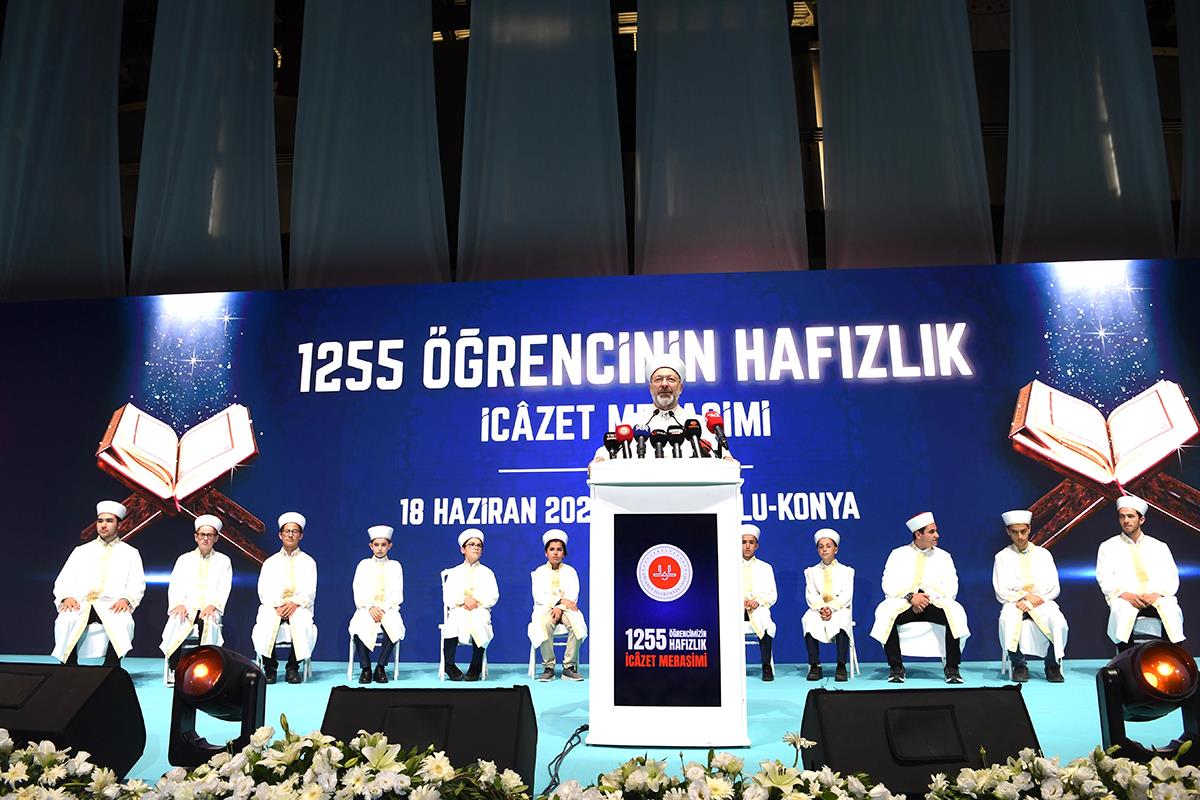 1255 ÖĞRENCİNİN HAFIZLIK
İCÂZET MERASİMİ
18 HAZİRAN 202 LU-KONYA
1255 ÖĞRENCİMİZİN
HAFIZLIK
İCÂZET MERASİMİ